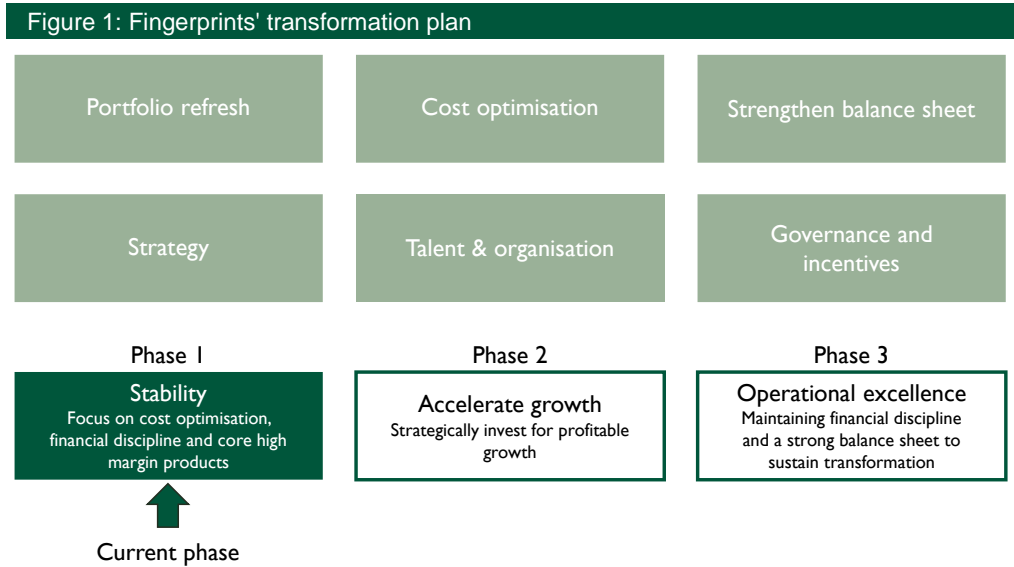 Figure 1: Fingerprints' transformation plan
Portfolio refresh
Cost optimisation
Strengthen balance sheet
Strategy
Talent & organisation
Governance and
incentives
Phase 1
Phase 2
Phase 3
Stability
Focus on cost optimisation,
financial discipline and core high
margin products
Accelerate growth
Strategically invest for profitable
growth
Operational excellence
Maintaining financial discipline
and a strong balance sheet to
sustain transformation
Current phase